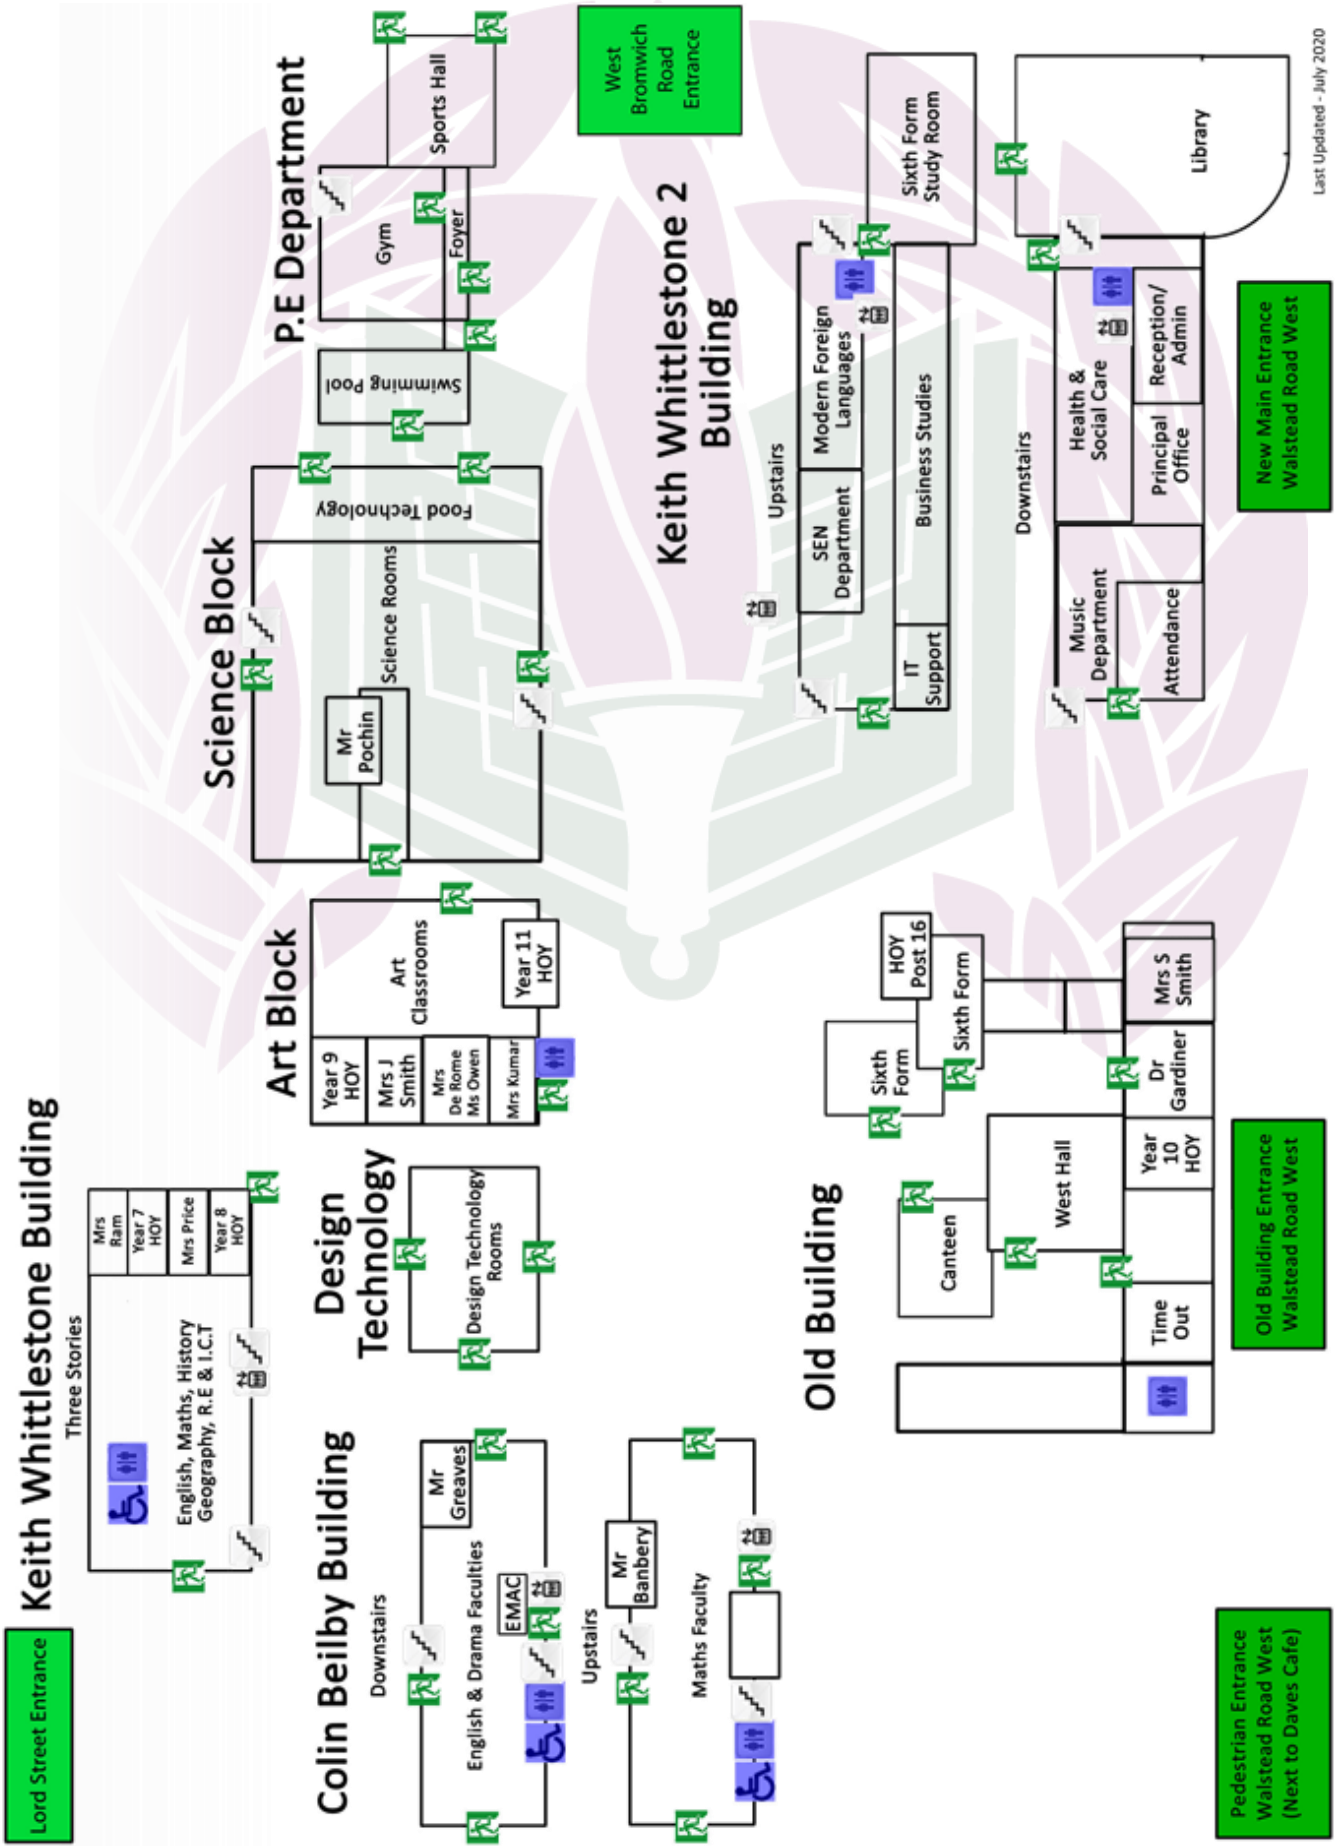 Lord Street Entrance
Keith Whittlestone Building
Three Stories
English, Maths, History
Geography, R.E & I.C.T
Mrs
Ram
Year 7
HOY
Mrs Price
Year 8
HOY
Colin Beilby Building
Downstairs
English & Drama Faculties
Mr
Greaves
EMAC
Upstairs
Mr
Banbery
Maths Faculty
Design
Technology
Design Technology
Rooms
Art Block
Year 9
HOY
Mrs J
Smith
Mrs
De Rome
Ms Owen
Mrs Kumar
Art
Classrooms
Year 11
HOY
Science Block
Mr
Pochin
Science Rooms
Food Technology
P.E Department
Swimming Pool
Gym
Foyer
Sports Hall
West
Bromwich
Road
Entrance
Keith Whittlestone 2
Building
Upstairs
SEN
Department
Modern Foreign
Languages
IT
Support
Business Studies
Sixth Form
Study Room
Downstairs
Music
Department
Attendance
Health &
Social Care
Principal
Office
Reception/
Admin
Library
Old Building
Canteen
West Hall
Sixth
Form
Sixth Form
HOY
Post 16
Time
Out
Year
10
HOY
Dr
Gardiner
Mrs S
Smith
Pedestrian Entrance
Walstead Road West
(Next to Daves Cafe)
Old Building Entrance
Walstead Road West
New Main Entrance
Walstead Road West
Last Updated - July 2020